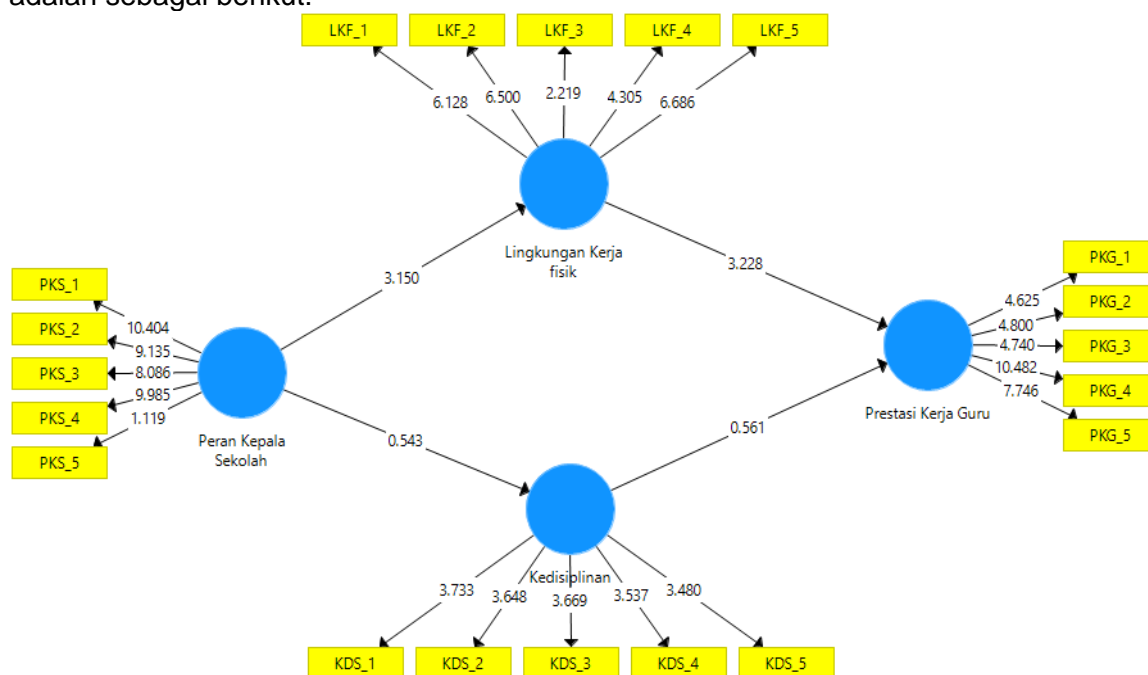 adalah sebagai berikut:
LKF_1 LKF_2 LKF_3 LKF_4 LKF_5
6.128 6.500 2.219 4.305 6.686
Lingkungan Kerja
fisik
3.150 3.228
PKS_1
PKS_2
PKS_3
PKS_4
PKS_5
10.404
9.135
8.086
9.985
1.119
Peran Kepala
Sekolah
PKG_1
PKG_2
PKG_3
PKG_4
PKG_5
4.625
4.800
4.740
10.482
7.746
Prestasi Kerja Guru
0.543 0.561
Kedisiplinan
3.733 3.648 3.669 3.537 3.480
KDS_1 KDS_2 KDS_3 KDS_4 KDS_5